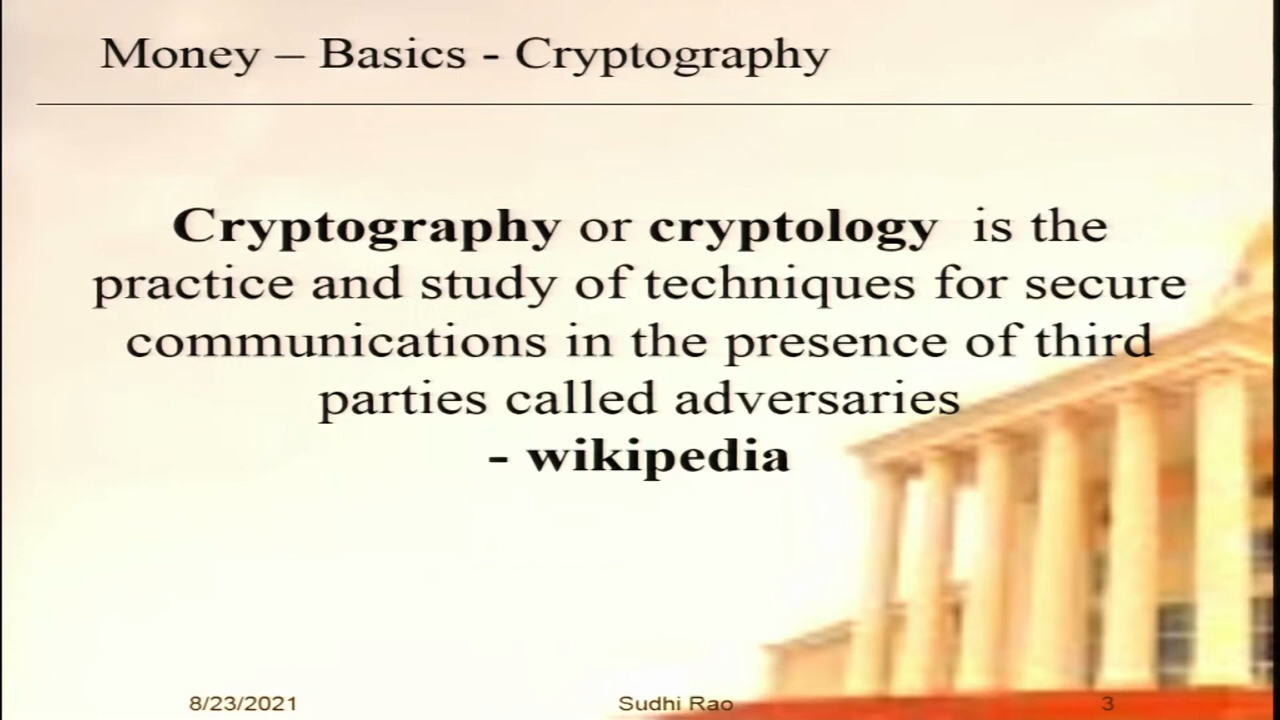 Money – Basics - Cryptography
Cryptography or cryptology is the
practice and study of techniques for secure
communications in the presence of third
parties called adversaries
- wikipedia
8/23/2021
Sudhi Rao
3